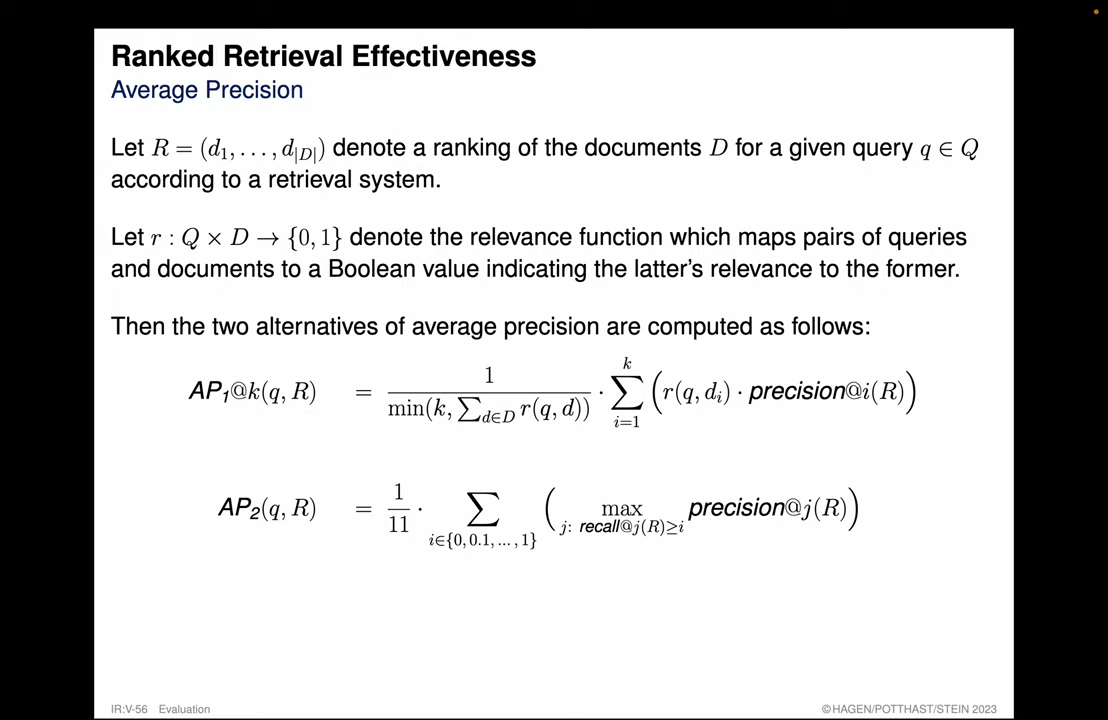 Ranked Retrieval Effectiveness
Average Precision
Let R = (d₁, . . . , d_|D|) denote a ranking of the documents D for a given query q ∈ Q
according to a retrieval system.
Let r : Q × D → {0, 1} denote the relevance function which maps pairs of queries
and documents to a Boolean value indicating the latter's relevance to the former.
Then the two alternatives of average precision are computed as follows:
AP₁@k(q, R) = 1 / min(k, ∑_{d∈D} r(q, d)) · ∑_{i=1}^{k} (r(q, d_i) · precision@i(R))
AP₂(q, R) = 1/11 · ∑_{i∈{0, 0.1, ... , 1}} (max_{j: recall@j(R)≥i} precision@j(R))
IR:V-56 Evaluation ©HAGEN/POTTHAST/STEIN 2023